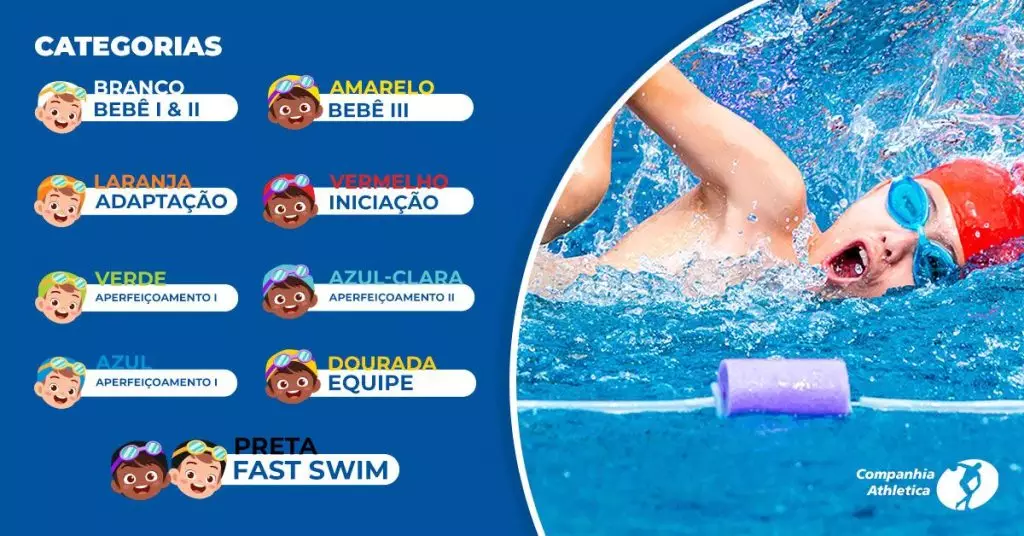 CATEGORIAS
BRANCO
BEBÊ I & II
AMARELO
BEBÊ III
LARANJA
ADAPTAÇÃO
VERMELHO
INICIAÇÃO
VERDE
APERFEIÇOAMENTO I
AZUL-CLARA
APERFEIÇOAMENTO II
AZUL
APERFEIÇOAMENTO I
DOURADA
EQUIPE
PRETA
FAST SWIM
Companhia
Athletica